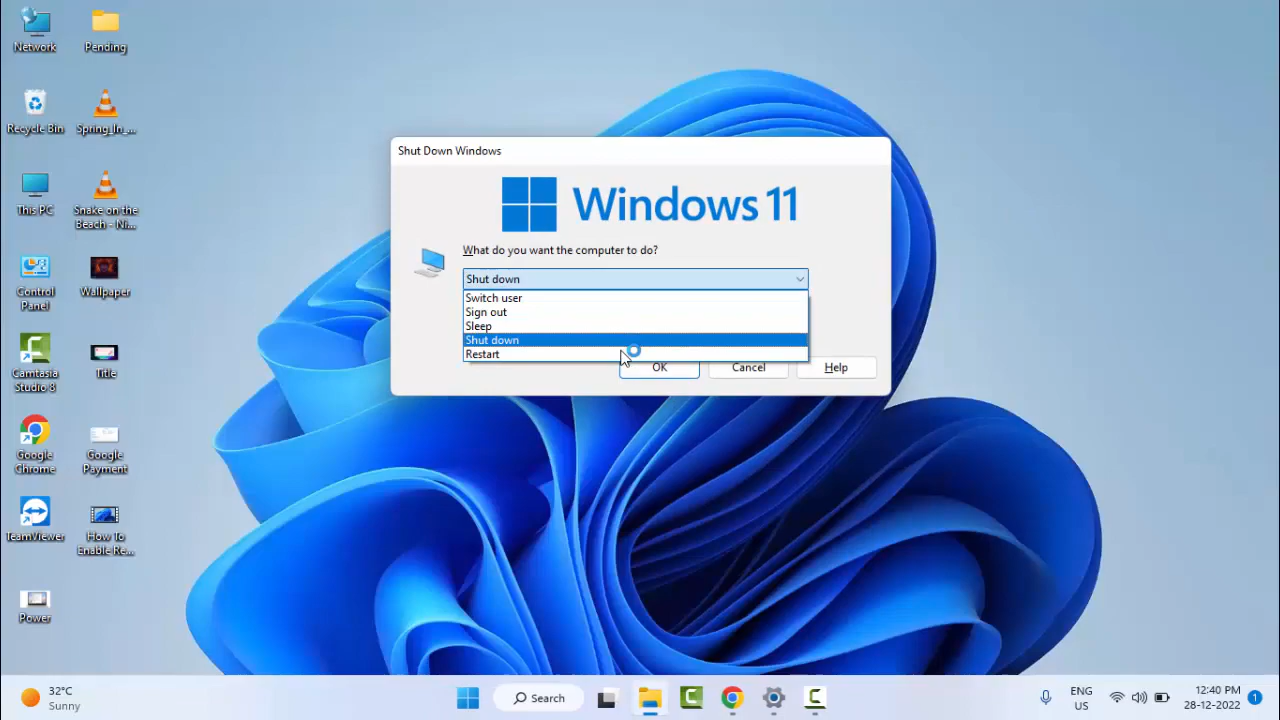 Network
Pending
Recycle Bin
Spring_In_...
This PC
Snake on the
Beach - Ni...
Control
Panel
Wallpaper
Camtasia
Studio 8
Title
Google
Chrome
Google
Payment
TeamViewer
How To
Enable Re...
Power
Shut Down Windows
Windows 11
What do you want the computer to do?
Shut down
Switch user
Sign out
Sleep
Shut down
Restart
OK
Cancel
Help
32°C
Sunny
Search
ENG
US
12:40 PM
28-12-2022
1